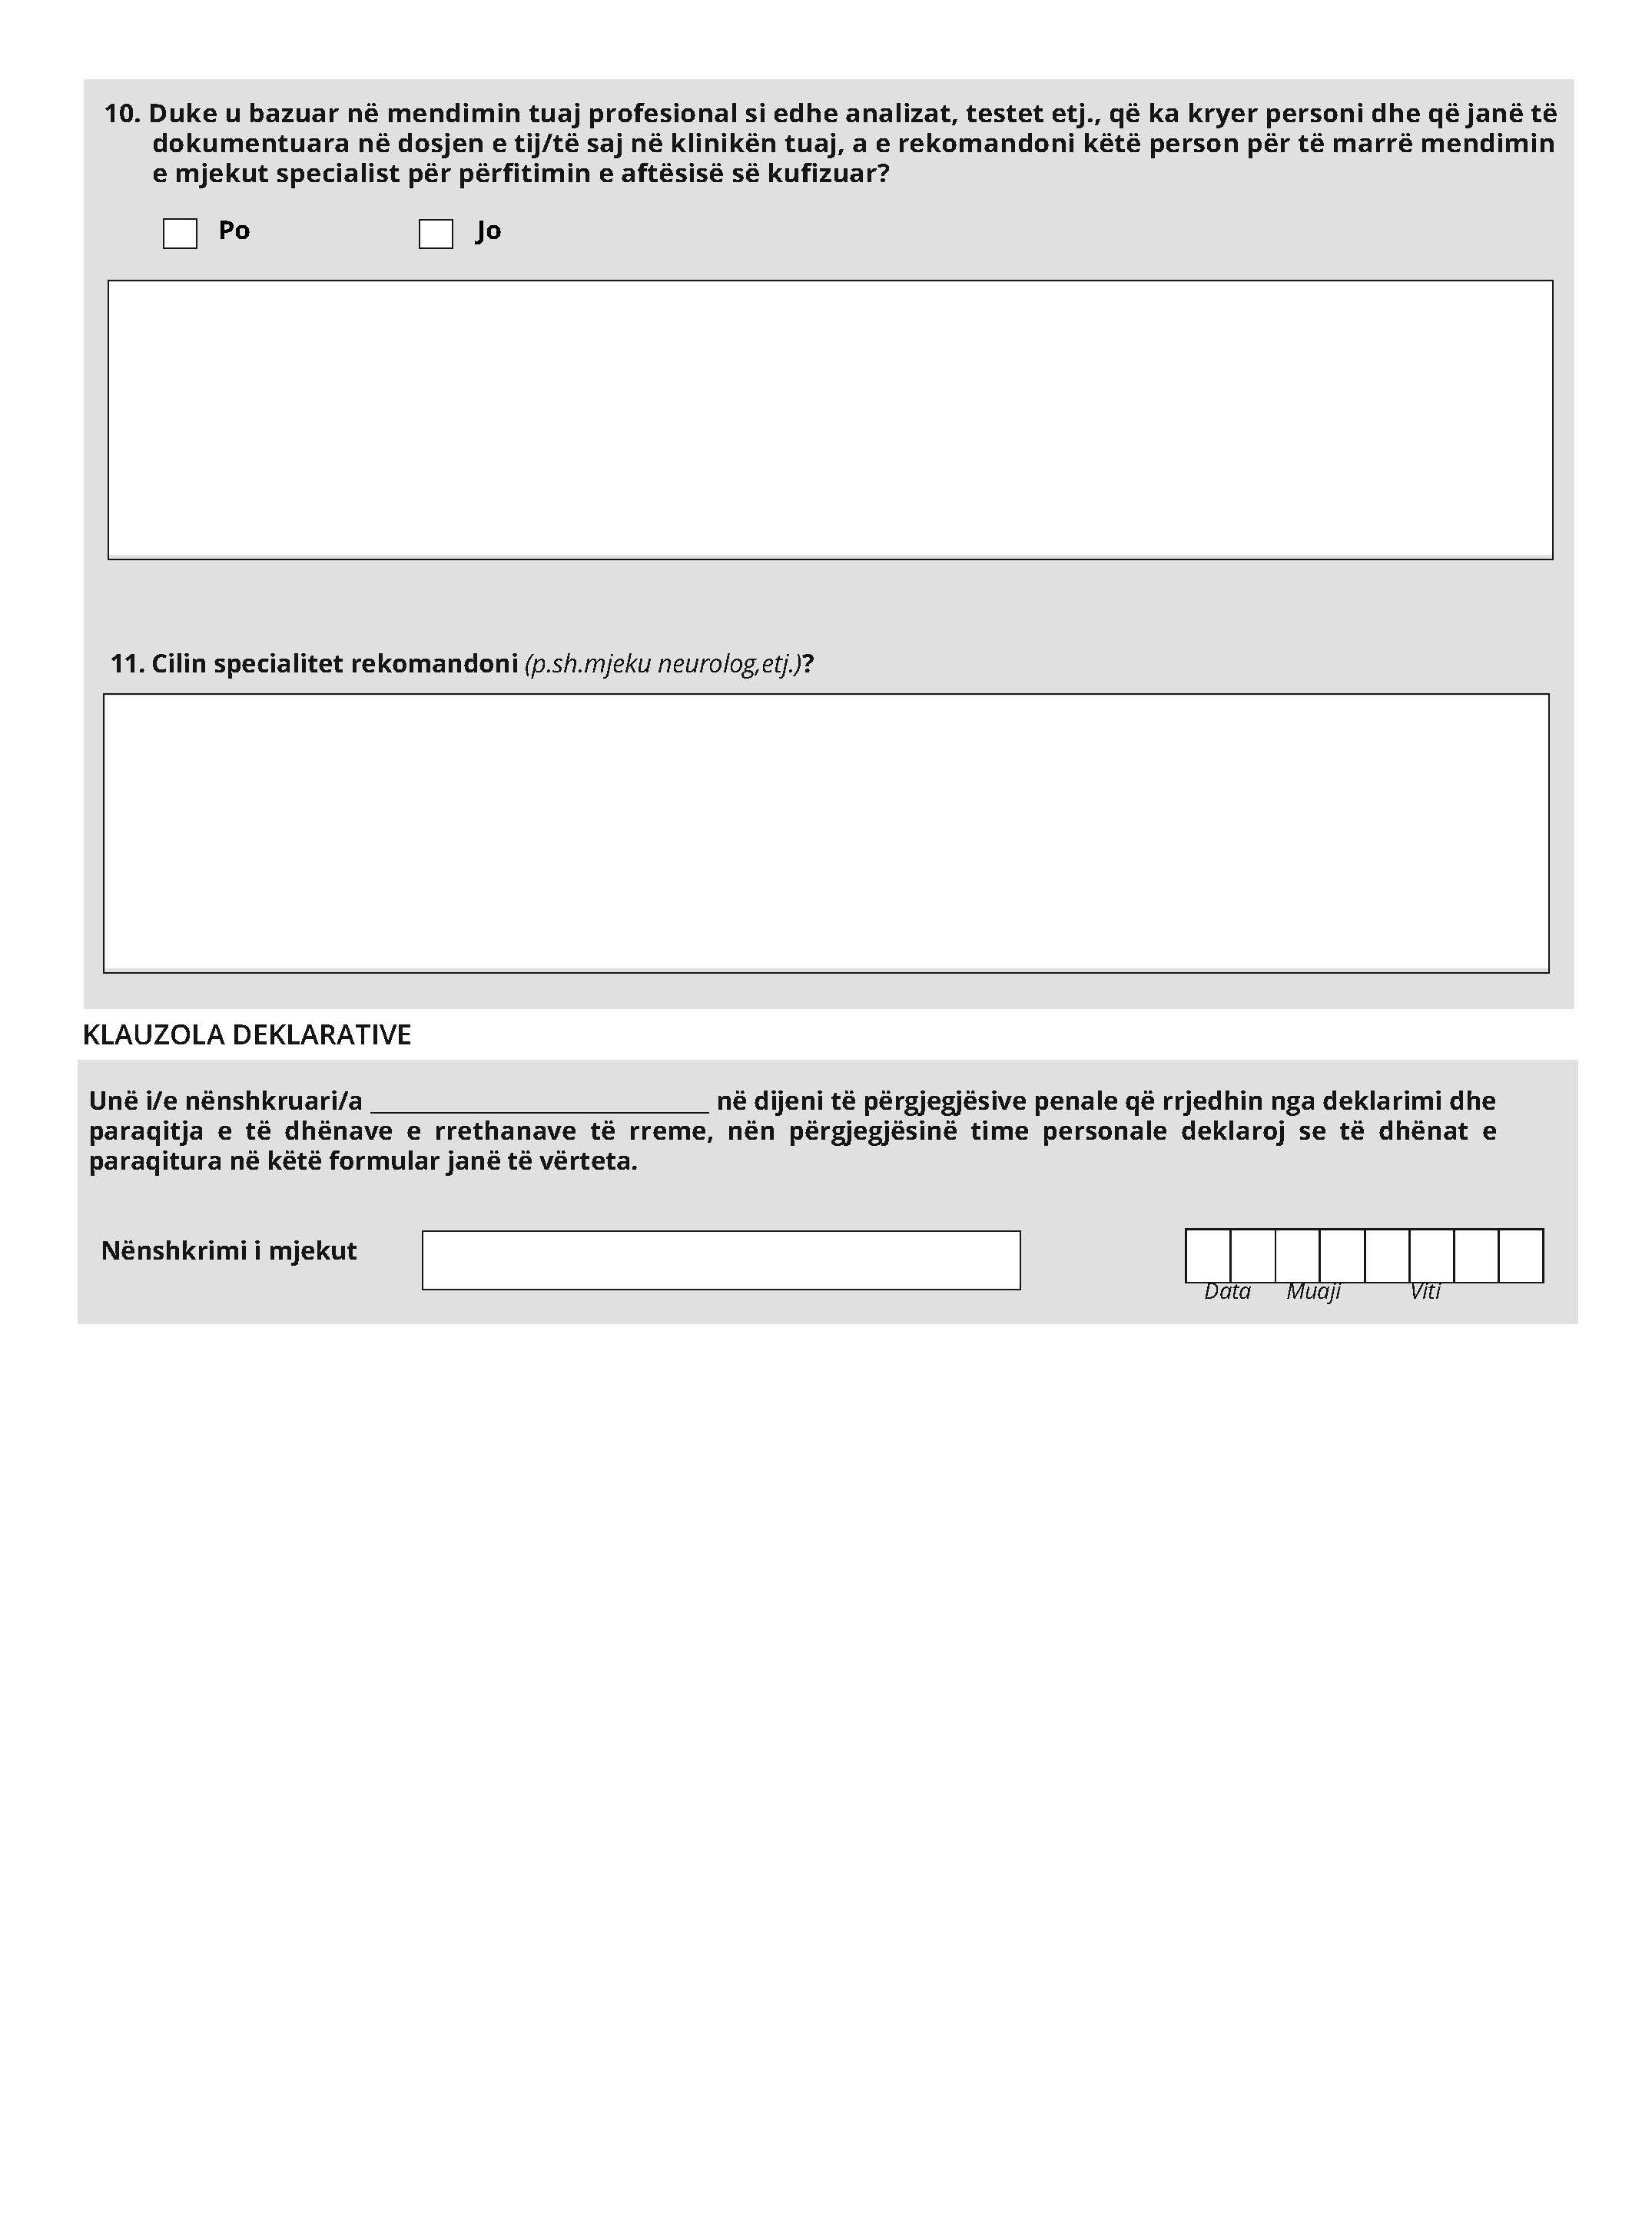 10. Duke u bazuar në mendimin tuaj profesional si edhe analizat, testet etj., që ka kryer personi dhe që janë të
dokumentuara në dosjen e tij/të saj në klinikën tuaj, a e rekomandoni këtë person për të marrë mendimin
e mjekut specialist për përfitimin e aftësisë së kufizuar?
Po Jo
11. Cilin specialitet rekomandoni (p.sh.mjeku neurolog,etj.)?
KLAUZOLA DEKLARATIVE
Unë i/e nënshkruari/a __________________________ në dijeni të përgjegjësive penale që rrjedhin nga deklarimi dhe
paraqitja e të dhënave e rrethanave të rreme, nën përgjegjësinë time personale deklaroj se të dhënat e
paraqitura në këtë formular janë të vërteta.
Nënshkrimi i mjekut
Data Muaji Viti